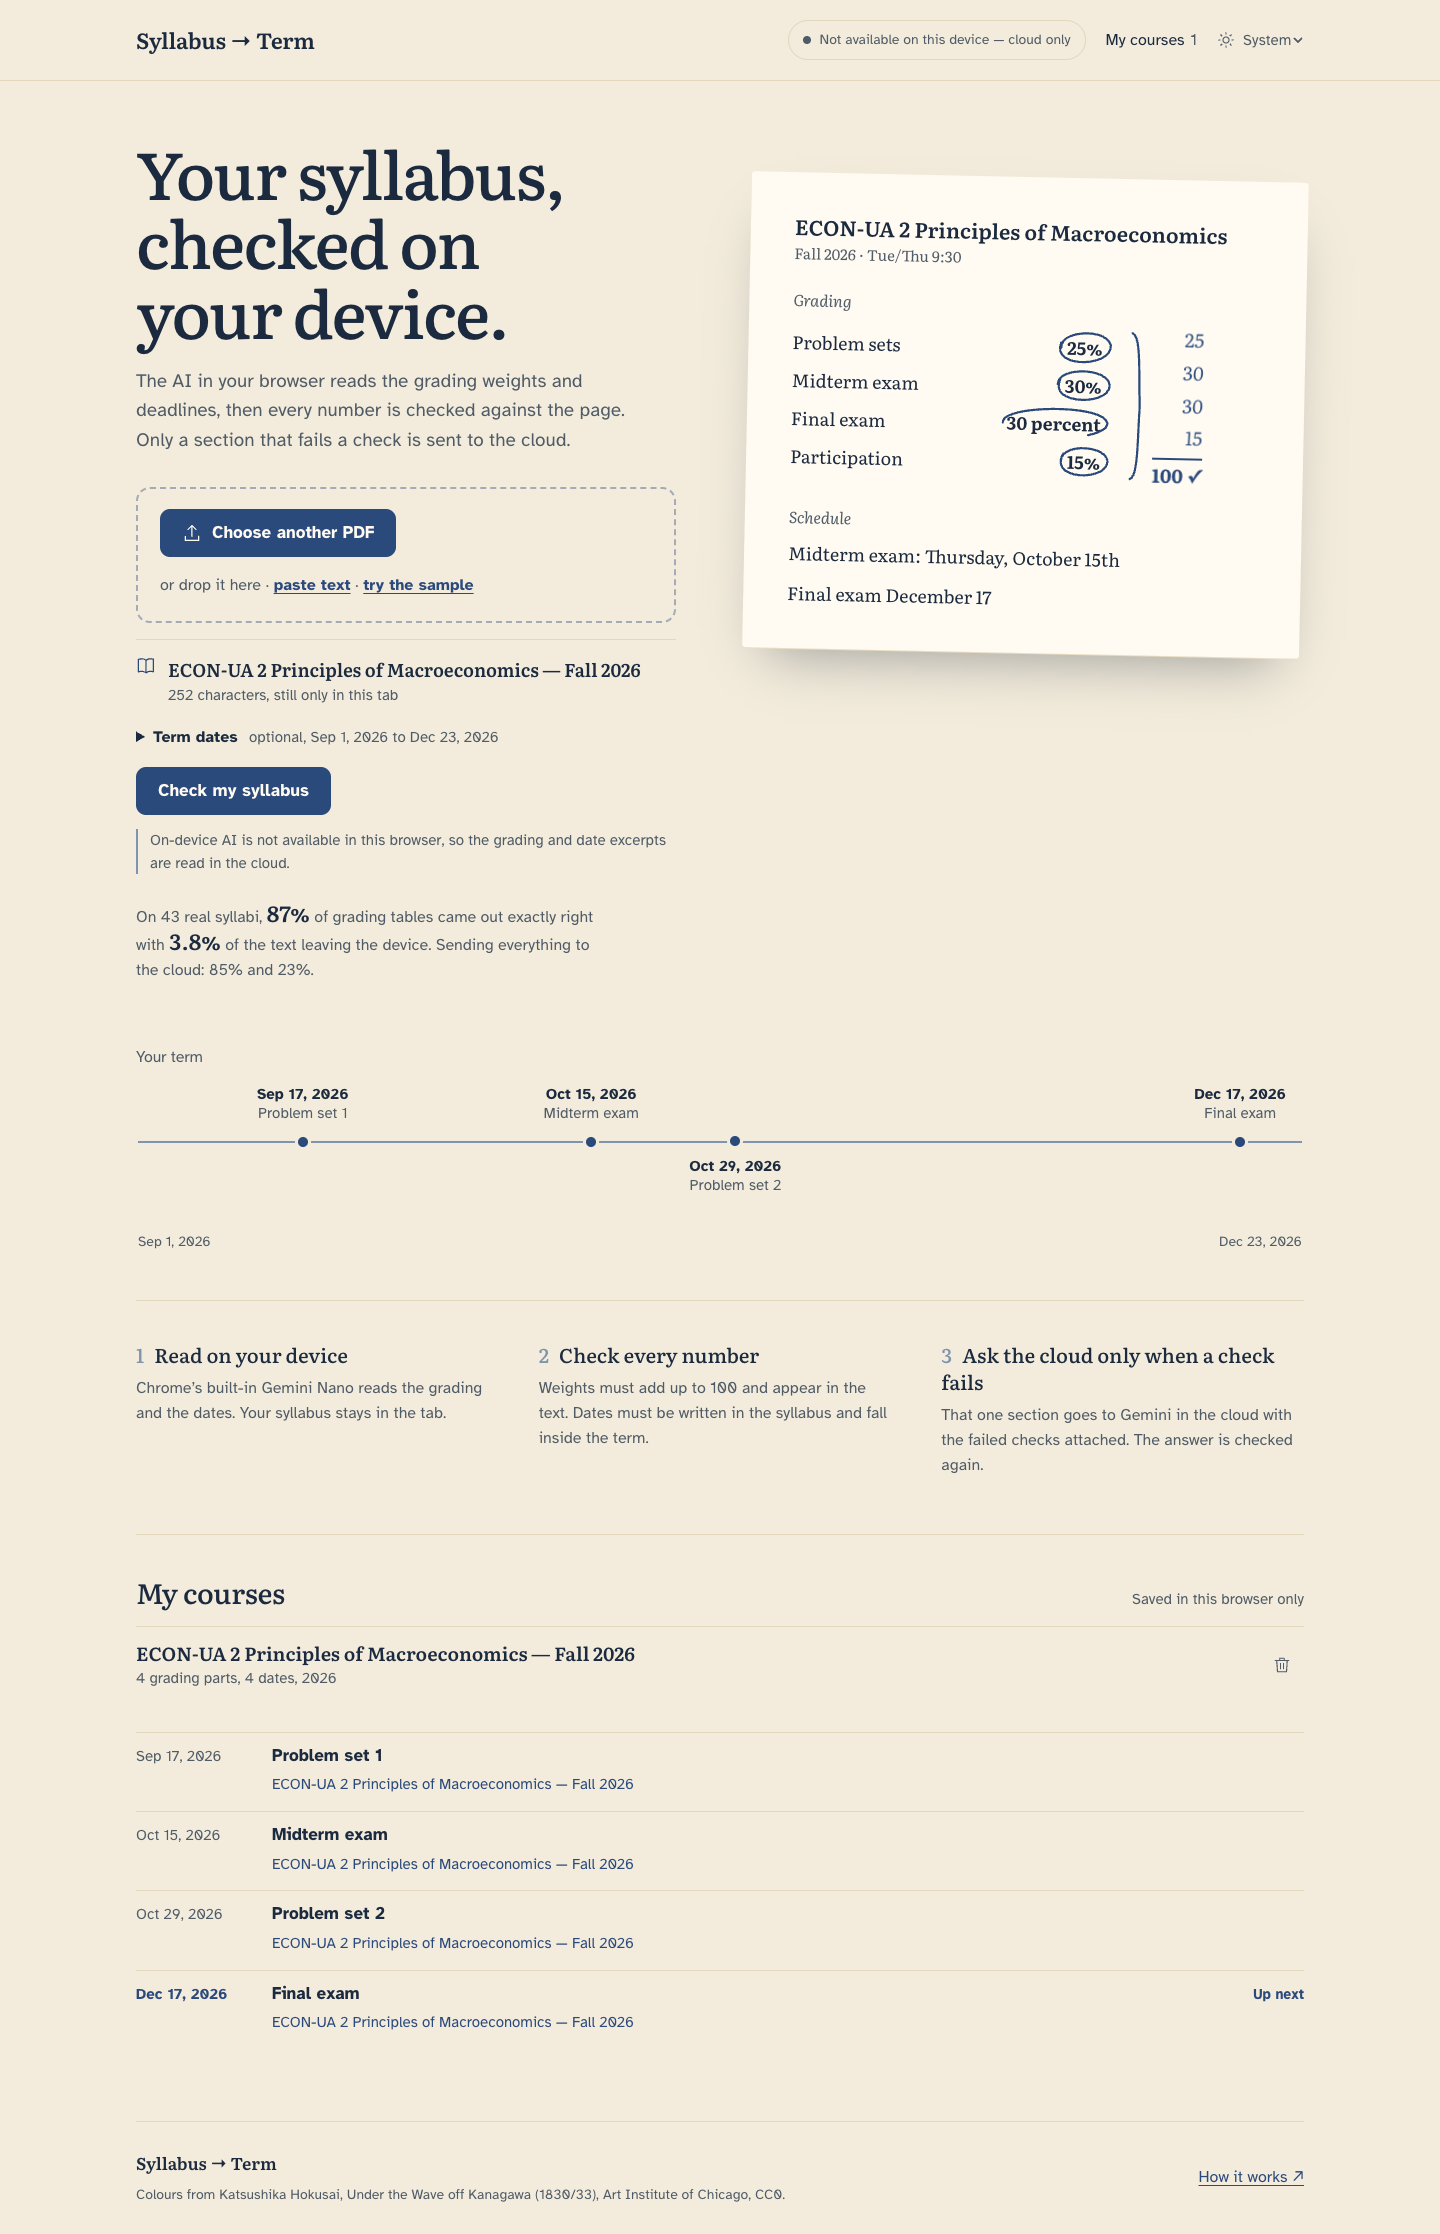 Syllabus → Term
Not available on this device — cloud only
My courses 1
System
Your syllabus,
checked on
your device.
The AI in your browser reads the grading weights and
deadlines, then every number is checked against the page.
Only a section that fails a check is sent to the cloud.
Choose another PDF
or drop it here · paste text · try the sample
ECON-UA 2 Principles of Macroeconomics — Fall 2026
252 characters, still only in this tab
Term dates optional, Sep 1, 2026 to Dec 23, 2026
Check my syllabus
On-device AI is not available in this browser, so the grading and date excerpts
are read in the cloud.
On 43 real syllabi, 87% of grading tables came out exactly right
with 3.8% of the text leaving the device. Sending everything to
the cloud: 85% and 23%.
ECON-UA 2 Principles of Macroeconomics
Fall 2026 · Tue/Thu 9:30
Grading
Problem sets 25% 25
Midterm exam 30% 30
Final exam 30 percent 30
Participation 15% 15
100 ✓
Schedule
Midterm exam: Thursday, October 15th
Final exam December 17
Your term
Sep 17, 2026
Problem set 1
Oct 15, 2026
Midterm exam
Dec 17, 2026
Final exam
Oct 29, 2026
Problem set 2
Sep 1, 2026
Dec 23, 2026
1 Read on your device
Chrome’s built-in Gemini Nano reads the grading
and the dates. Your syllabus stays in the tab.
2 Check every number
Weights must add up to 100 and appear in the
text. Dates must be written in the syllabus and fall
inside the term.
3 Ask the cloud only when a check
fails
That one section goes to Gemini in the cloud with
the failed checks attached. The answer is checked
again.
My courses
Saved in this browser only
ECON-UA 2 Principles of Macroeconomics — Fall 2026
4 grading parts, 4 dates, 2026
Sep 17, 2026 Problem set 1
ECON-UA 2 Principles of Macroeconomics — Fall 2026
Oct 15, 2026 Midterm exam
ECON-UA 2 Principles of Macroeconomics — Fall 2026
Oct 29, 2026 Problem set 2
ECON-UA 2 Principles of Macroeconomics — Fall 2026
Dec 17, 2026 Final exam Up next
ECON-UA 2 Principles of Macroeconomics — Fall 2026
Syllabus → Term
Colours from Katsushika Hokusai, Under the Wave off Kanagawa (1830/33), Art Institute of Chicago, CC0.
How it works ↗